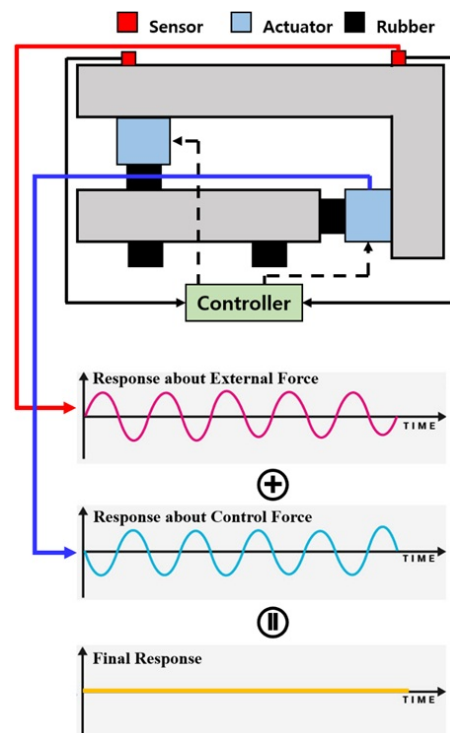 Sensor Actuator Rubber
Controller
Response about External Force
TIME
Response about Control Force
TIME
Final Response
TIME